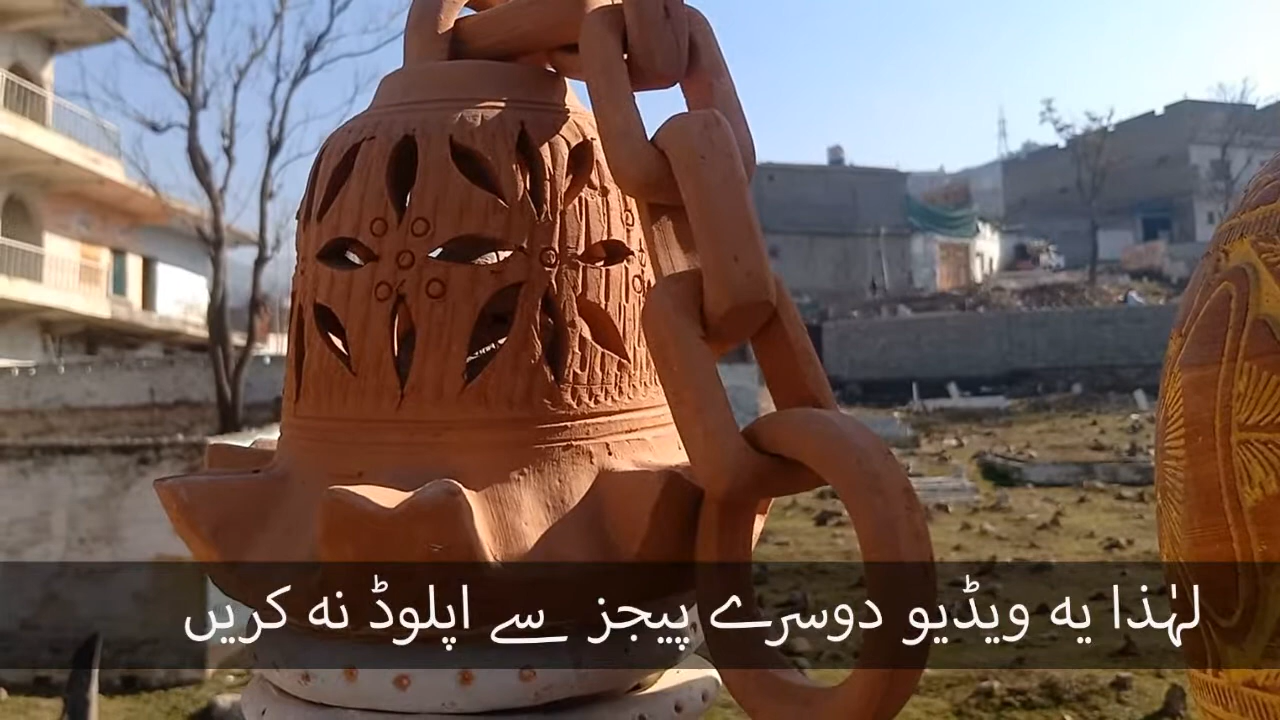 لہٰذا یہ ویڈیو دوسرے پیجز سے اپلوڈ نہ کریں